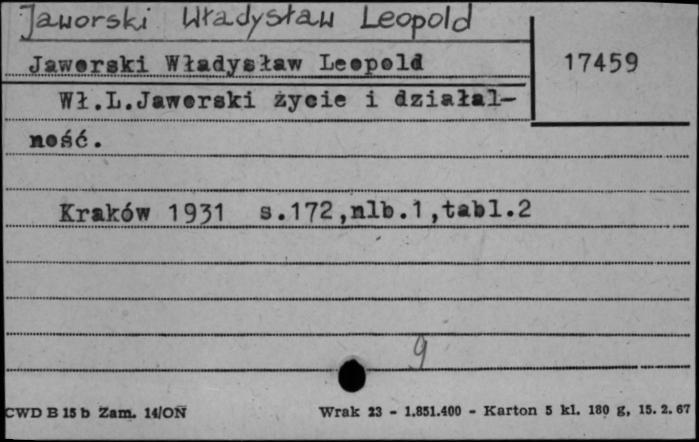 Jaworski Władysław Leopold
Jaworski Władysław Leopold
17459
Wł.L.Jaworski życie i działal-
ność.
Kraków 1931 s.172,nlb.1,tabl.2
9
CWD B 15 b Zam. 14/ON
Wrak 23 - 1.851.400 - Karton 5 kl. 180 g, 15. 2. 67